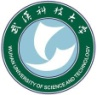 武汉科技大学
WUHAN UNIVERSITY OF SCIENCE AND TECHNOLOGY